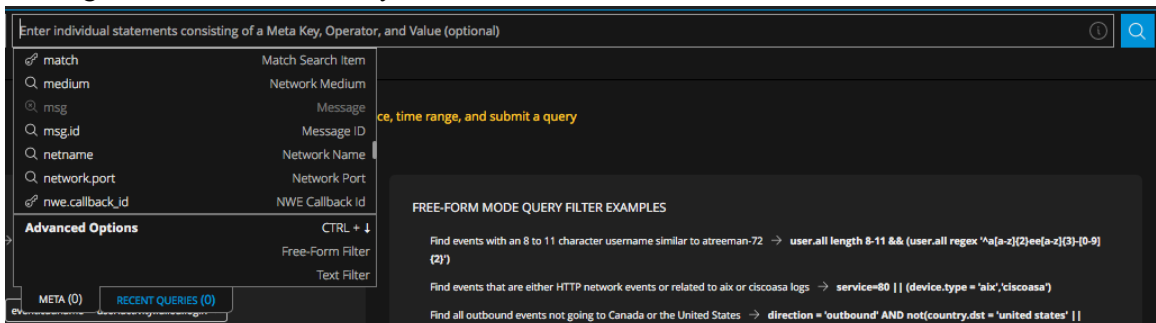 Enter individual statements consisting of a Meta Key, Operator, and Value (optional)
match Match Search Item
medium Network Medium
msg Message
ce, time range, and submit a query
msg.id Message ID
netname Network Name
network.port Network Port
nwe.callback_id NWE Callback Id
FREE-FORM MODE QUERY FILTER EXAMPLES
Advanced Options CTRL + ↓
Free-Form Filter
Text Filter
META (0) RECENT QUERIES (0)
Find events with an 8 to 11 character username similar to atreeman-72 → user.all length 8-11 && (user.all regex '^a[a-z]{2}ee[a-z]{3}-[0-9]
{2}')
Find events that are either HTTP network events or related to aix or ciscoasa logs → service=80 || (device.type = 'aix','ciscoasa')
Find all outbound events not going to Canada or the United States → direction = 'outbound' AND not(country.dst = 'united states' ||